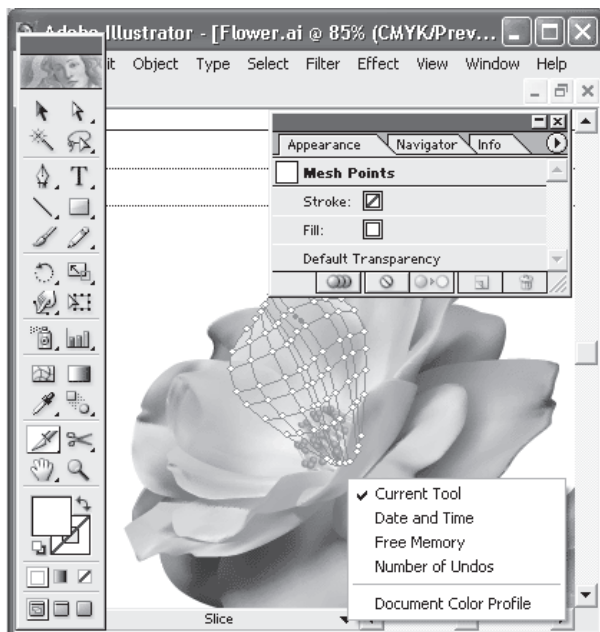 Adobe Illustrator - [Flower.ai @ 85% (CMYK/Prev...
it Object Type Select Filter Effect View Window Help
Appearance Navigator Info
Mesh Points
Stroke:
Fill:
Default Transparency
T
Current Tool
Date and Time
Free Memory
Number of Undos
Document Color Profile
Slice